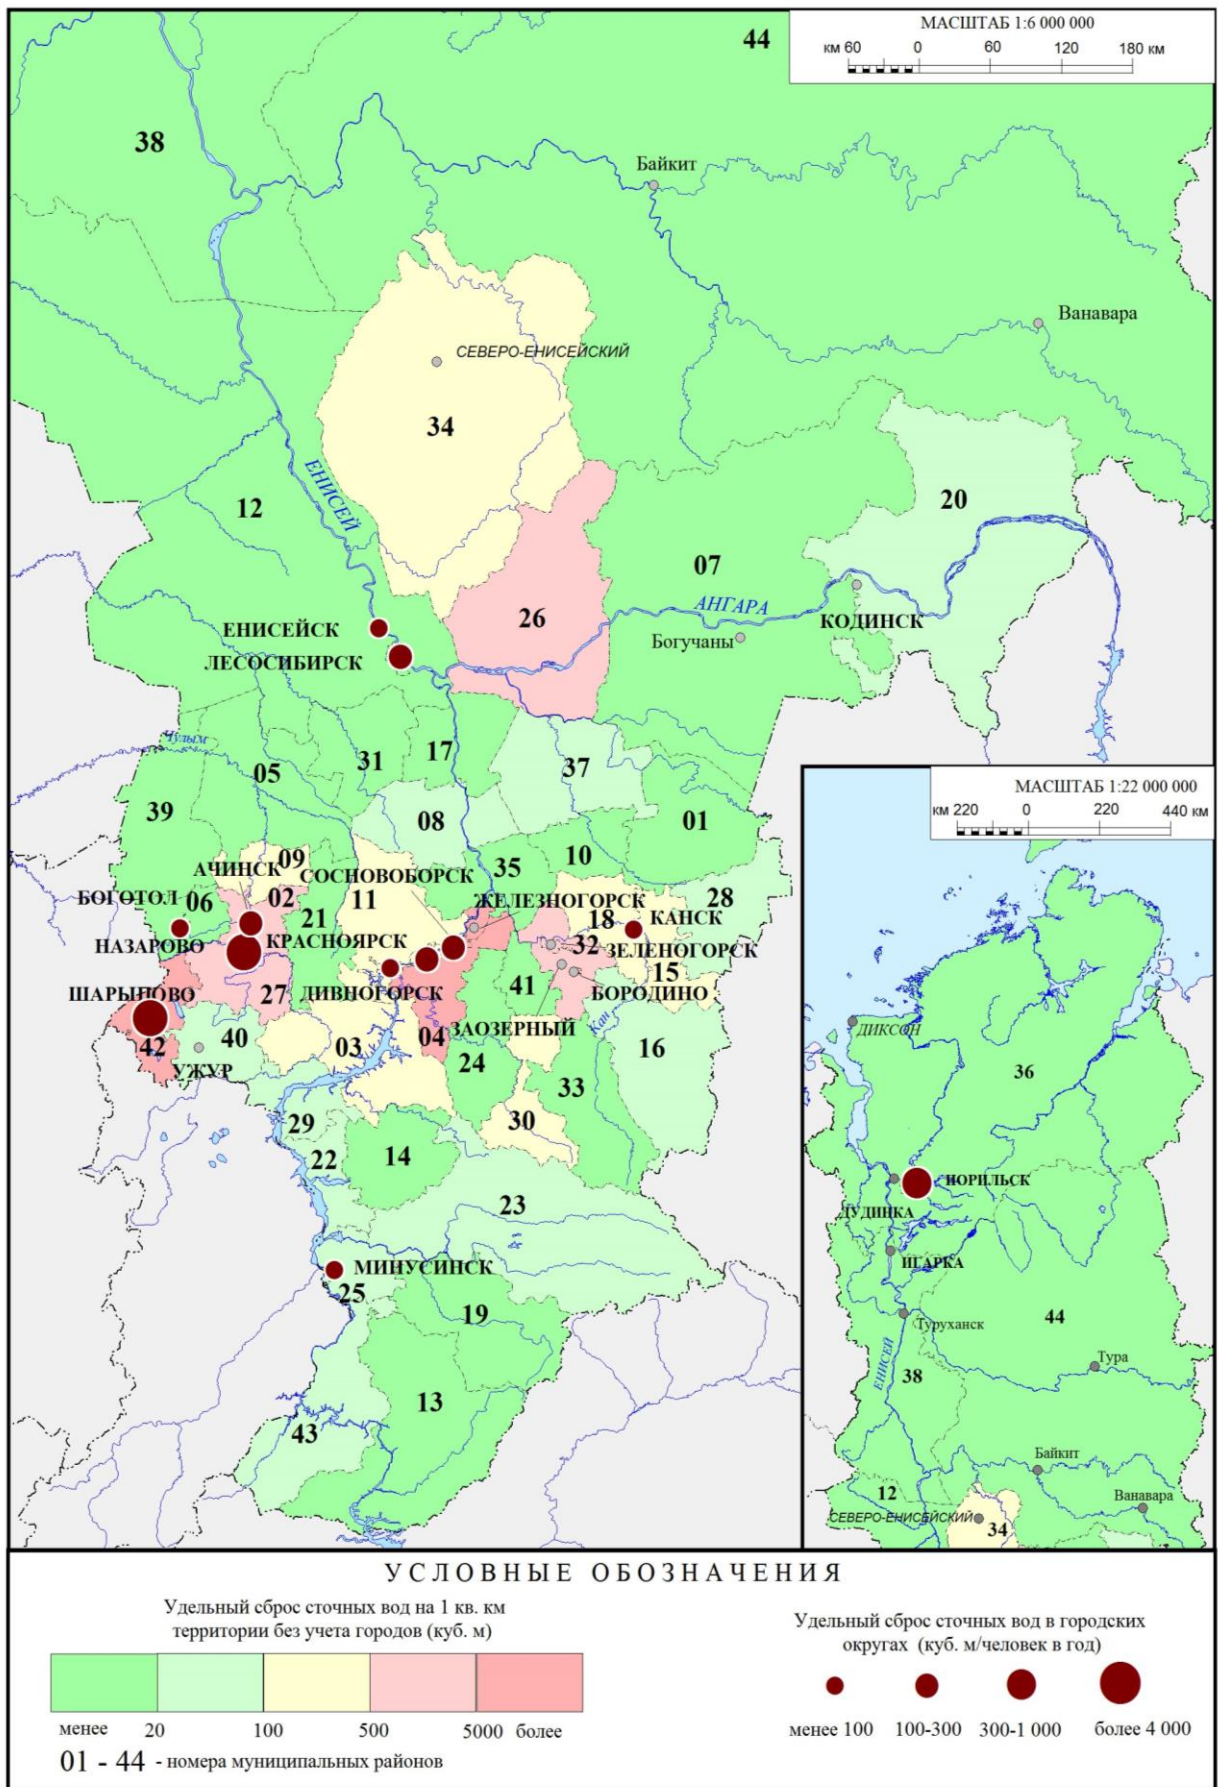 МАСШТАБ 1:6 000 000
км 60 0 60 120 180 км
44
38
Байкит
Ванавара
СЕВЕРО-ЕНИСЕЙСКИЙ
34
ЕНИСЕЙ
12
20
07
26
АНГАРА
КОДИНСК
Богучаны
ЕНИСЕЙСК
ЛЕСОСИБИРСК
Чулым
05
31
17
37
39
08
01
10
АЧИНСК
09
СОСНОВОБОРСК
35
БОГОТОЛ
06
02
21
11
ЖЕЛЕЗНОГОРСК
28
18
КАНСК
НАЗАРОВО
КРАСНОЯРСК
32
ЗЕЛЕНОГОРСК
15
ШАРЫПОВО
27
ДИВНОГОРСК
41
БОРОДИНО
ЗАОЗЕРНЫЙ
Кан
42
40
УЖУР
03
04
24
16
33
29
30
22
14
23
МИНУСИНСК
25
19
13
43
МАСШТАБ 1:22 000 000
км 220 0 220 440 км
ДИКСОН
36
НОРИЛЬСК
ДУДИНКА
ИГАРКА
44
Туруханск
ЕНИСЕЙ
38
Тура
Байкит
12
Ванавара
СЕВЕРО-ЕНИСЕЙСКИЙ
34
УСЛОВНЫЕ ОБОЗНАЧЕНИЯ
Удельный сброс сточных вод на 1 кв. км
территории без учета городов (куб. м)
менее 20 100 500 5000 более
01 - 44 - номера муниципальных районов
Удельный сброс сточных вод в городских
округах (куб. м/человек в год)
менее 100 100-300 300-1 000 более 4 000